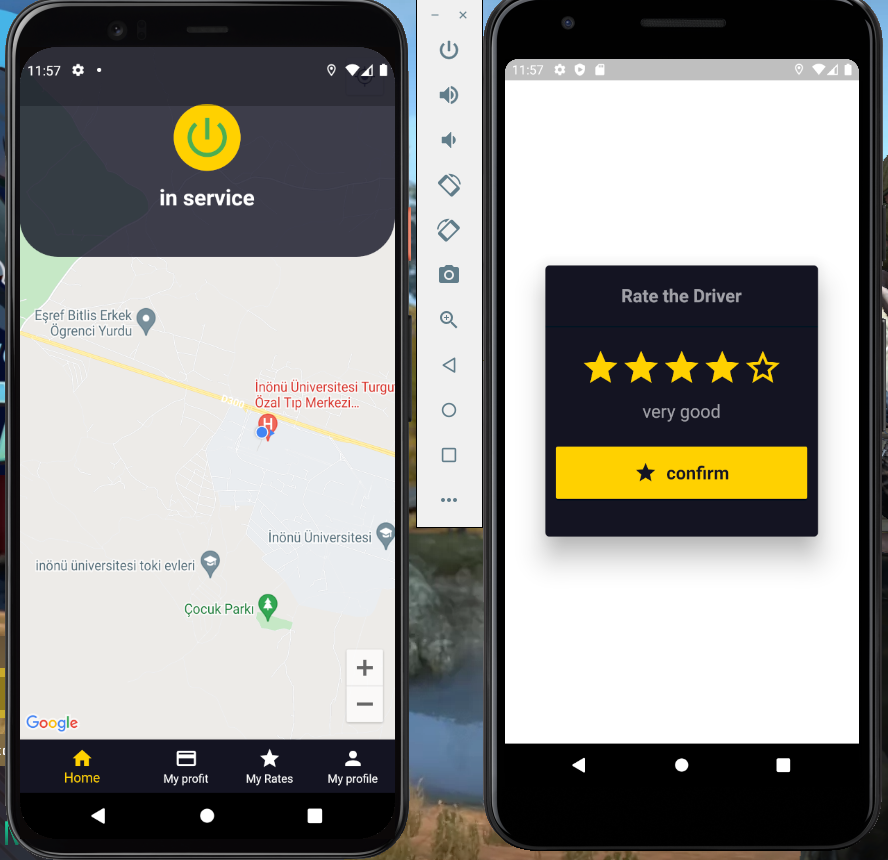 11:57
in service
Eşref Bitlis Erkek
Ögrenci Yurdu
D200
İnönü Üniversitesi Turgu
Özal Tıp Merkezi...
H
İnönü Üniversitesi
inönü üniversitesi toki evleri
Çocuk Parkı
Google
Home
My profit
My Rates
My profile
11:57
Rate the Driver
very good
confirm